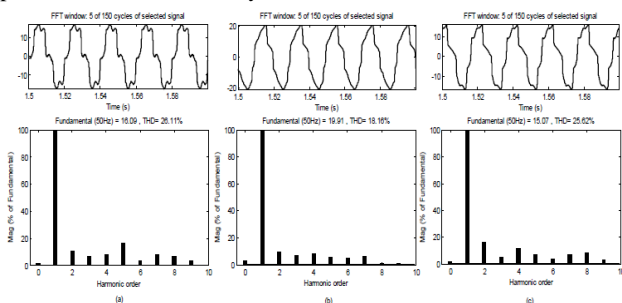 FFT window: 5 of 150 cycles of selected signal
10
0
-10
1.5 1.52 1.54 1.56 1.58
Time (s)
Fundamental (50Hz) = 16.09 , THD= 26.11%
Mag (% of Fundamental)
100
80
60
40
20
0
0 2 4 6 8 10
Harmonic order
(a)
FFT window: 5 of 150 cycles of selected signal
20
0
-20
1.5 1.52 1.54 1.56 1.58
Time (s)
Fundamental (50Hz) = 19.91 , THD= 18.16%
Mag (% of Fundamental)
100
80
60
40
20
0
0 2 4 6 8 10
Harmonic order
(b)
FFT window: 5 of 150 cycles of selected signal
10
0
-10
1.5 1.52 1.54 1.56 1.58
Time (s)
Fundamental (50Hz) = 15.07 , THD= 25.62%
Mag (% of Fundamental)
100
80
60
40
20
0
0 2 4 6 8 10
Harmonic order
(c)